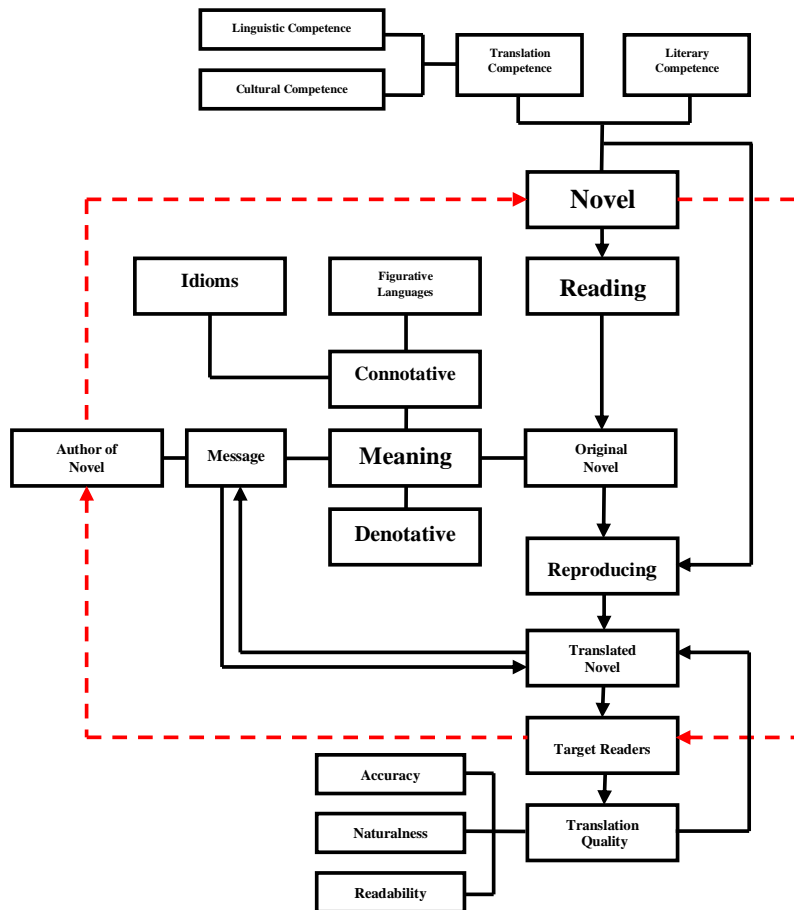 Linguistic Competence
Translation
Competence
Literary
Competence
Cultural Competence
Novel
Idioms
Figurative
Languages
Reading
Connotative
Author of
Novel
Message
Meaning
Original
Novel
Denotative
Reproducing
Translated
Novel
Target Readers
Accuracy
Naturalness
Translation
Quality
Readability